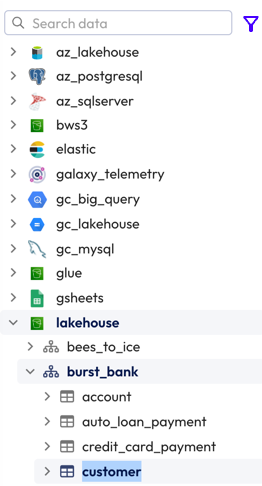 Search data
az_lakehouse
az_postgresql
az_sqlserver
bws3
elastic
galaxy_telemetry
gc_big_query
gc_lakehouse
gc_mysql
glue
gsheets
lakehouse
bees_to_ice
burst_bank
account
auto_loan_payment
credit_card_payment
customer